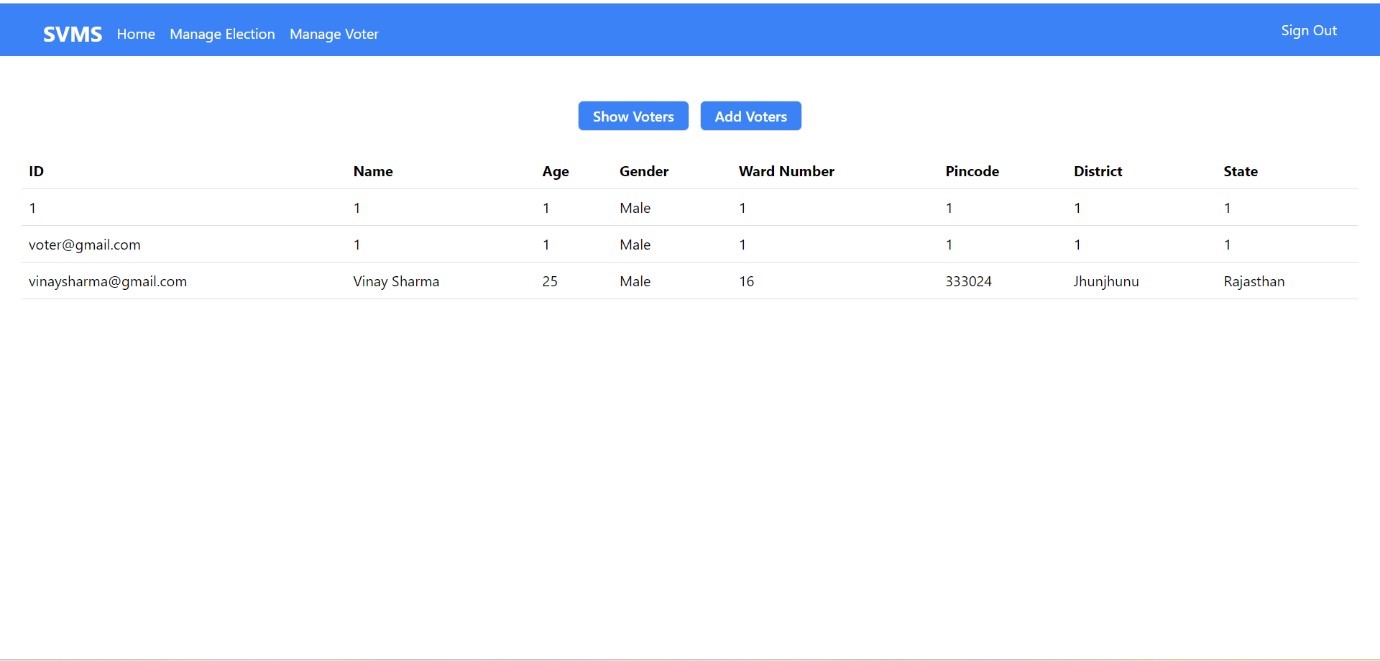 SVMS Home Manage Election Manage Voter Sign Out
Show Voters Add Voters
ID Name Age Gender Ward Number Pincode District State
1 1 1 Male 1 1 1 1
voter@gmail.com 1 1 Male 1 1 1 1
vinaysharma@gmail.com Vinay Sharma 25 Male 16 333024 Jhunjhunu Rajasthan